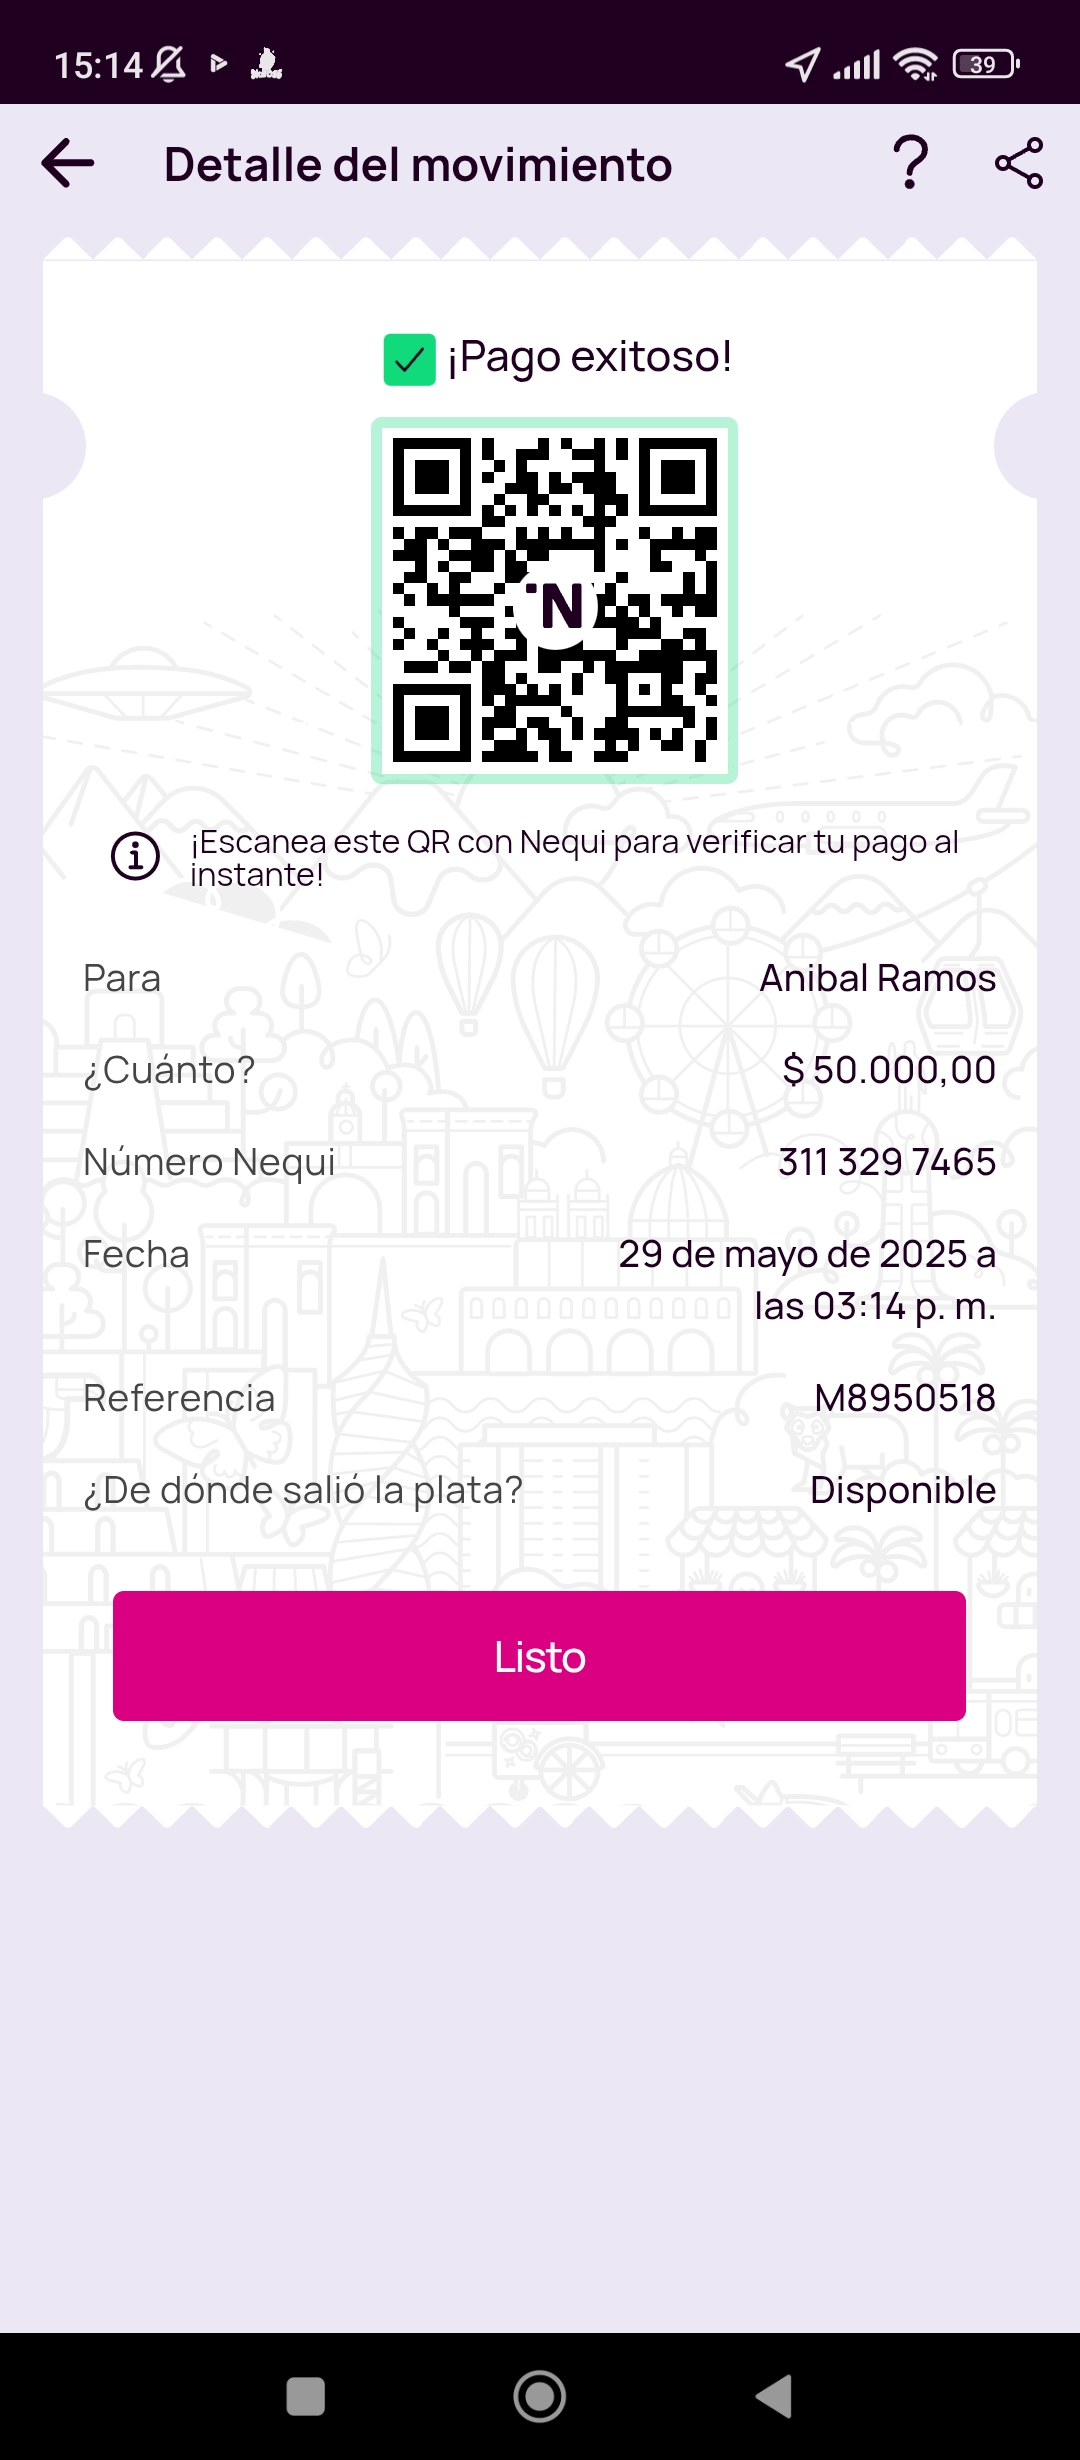 15:14
39
Detalle del movimiento
¡Pago exitoso!
N
¡Escanea este QR con Nequi para verificar tu pago al
instante!
Para
Anibal Ramos
¿Cuánto?
$ 50.000,00
Número Nequi
311 329 7465
Fecha
29 de mayo de 2025 a
las 03:14 p. m.
Referencia
M8950518
¿De dónde salió la plata?
Disponible
Listo